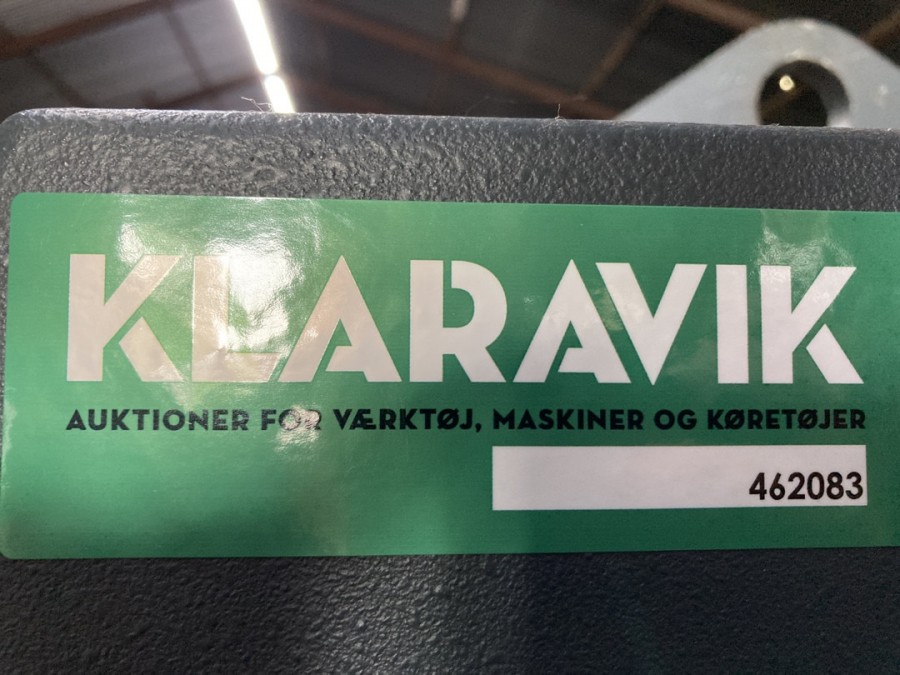 KLARAVIK
AUKTIONER FOR VÆRKTØJ, MASKINER OG KØRETØJER
462083